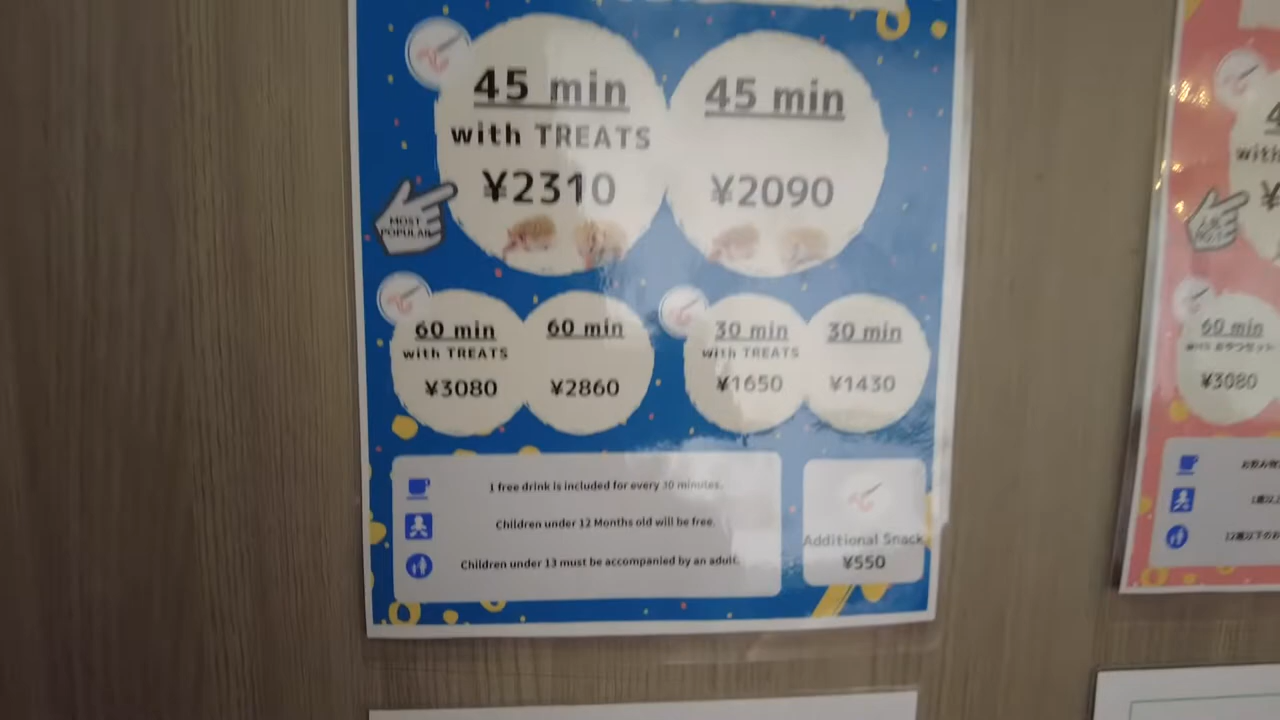 45 min
with TREATS
¥2310
45 min
¥2090
MOST
POPULAR
60 min
with TREATS
¥3080
60 min
¥2860
30 min
with TREATS
¥1650
30 min
¥1430
1 free drink is included for every 30 minutes.
Children under 12 Months old will be free.
Children under 13 must be accompanied by an adult.
Additional Snack
¥550
with
¥
60 min
¥3080